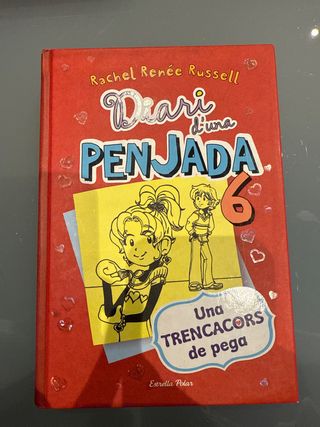 Rachel Renée Russell
Diari
d'una
PENJADA
6
Una
TRENCACORS
de pega
Estrella Polar